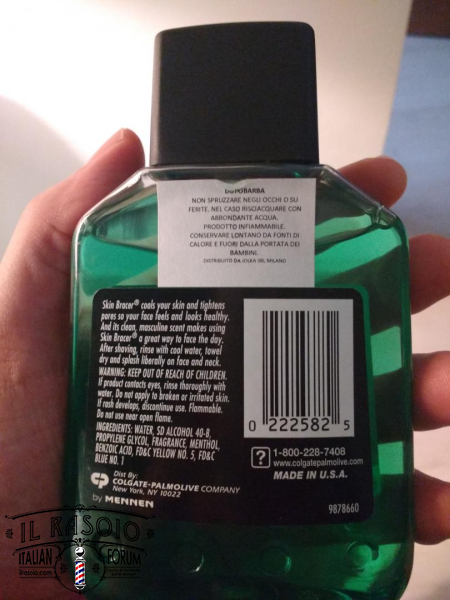 DOPOBARBA
NON SPRUZZARE NEGLI OCCHI O SU
FERITE. NEL CASO RISCIACQUARE CON
ABBONDANTE ACQUA.
PRODOTTO INFIAMMABILE.
CONSERVARE LONTANO DA FONTI DI
CALORE E FUORI DALLA PORTATA DEI
BAMBINI.
DISTRIBUITO DA SRL MILANO
Skin Bracer® cools your skin and tightens
pores so your face feels and looks healthy.
And its clean, masculine scent makes using
Skin Bracer® a great way to face the day.
After shaving, rinse with cool water, towel
dry and splash liberally on face and neck.
WARNING: KEEP OUT OF REACH OF CHILDREN.
If product contacts eyes, rinse thoroughly with
water. Do not apply to broken or irritated skin.
If rash develops, discontinue use. Flammable.
Do not use near open flame.
INGREDIENTS: WATER, SD ALCOHOL 40-B,
PROPYLENE GLYCOL, FRAGRANCE, MENTHOL,
BENZOIC ACID, FD&C YELLOW NO. 5, FD&C
BLUE NO. 1
CP
Dist By:
COLGATE-PALMOLIVE COMPANY
New York, NY 10022
by MENNEN
0 222582 5
? 1-800-228-7408
www.colgatepalmolive.com
MADE IN U.S.A.
9878660
IL RASOIO
ITALIAN FORUM
ilrasoio.com